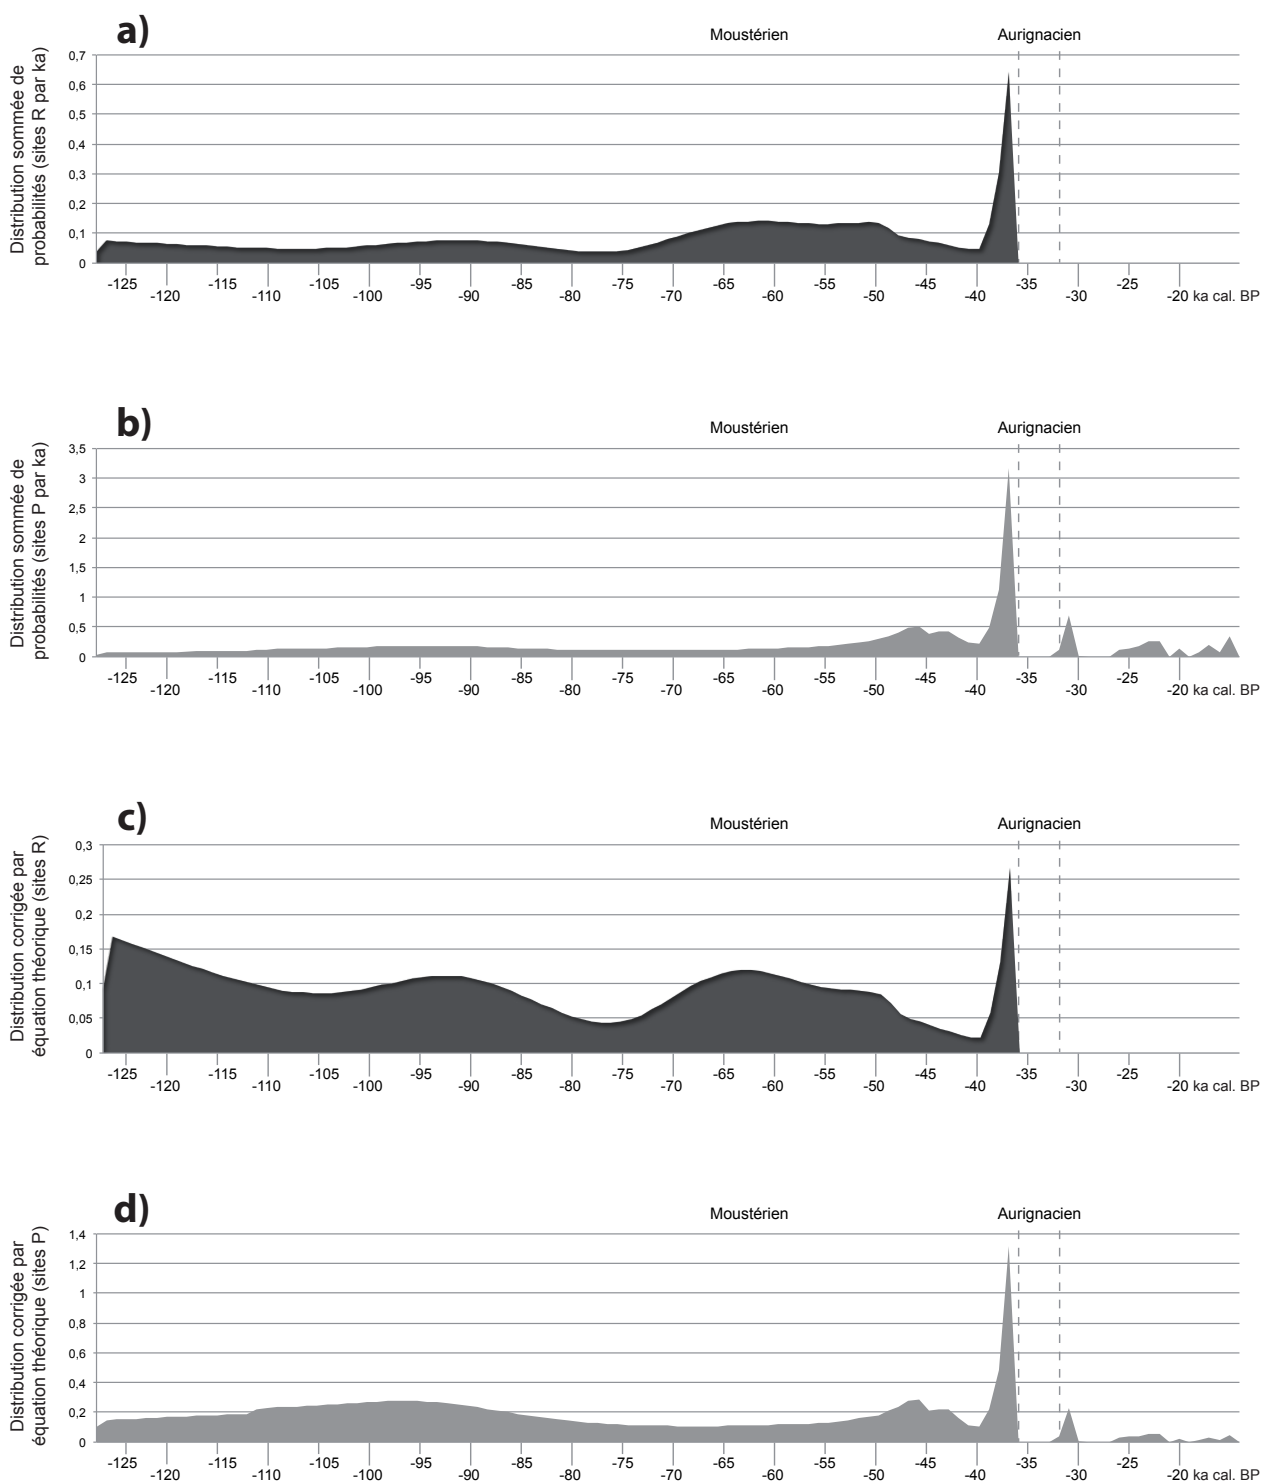 a)
Moustérien Aurignacien
Distribution sommée de
probabilités (sites R par ka)
0,7
0,6
0,5
0,4
0,3
0,2
0,1
0
-125 -120 -115 -110 -105 -100 -95 -90 -85 -80 -75 -70 -65 -60 -55 -50 -45 -40 -35 -30 -25 -20 ka cal. BP
b)
Moustérien Aurignacien
Distribution sommée de
probabilités (sites P par ka)
3,5
3
2,5
2
1,5
1
0,5
0
-125 -120 -115 -110 -105 -100 -95 -90 -85 -80 -75 -70 -65 -60 -55 -50 -45 -40 -35 -30 -25 -20 ka cal. BP
c)
Moustérien Aurignacien
Distribution corrigée par
équation théorique (sites R)
0,3
0,25
0,2
0,15
0,1
0,05
0
-125 -120 -115 -110 -105 -100 -95 -90 -85 -80 -75 -70 -65 -60 -55 -50 -45 -40 -35 -30 -25 -20 ka cal. BP
d)
Moustérien Aurignacien
Distribution corrigée par
équation théorique (sites P)
1,4
1,2
1
0,8
0,6
0,4
0,2
0
-125 -120 -115 -110 -105 -100 -95 -90 -85 -80 -75 -70 -65 -60 -55 -50 -45 -40 -35 -30 -25 -20 ka cal. BP